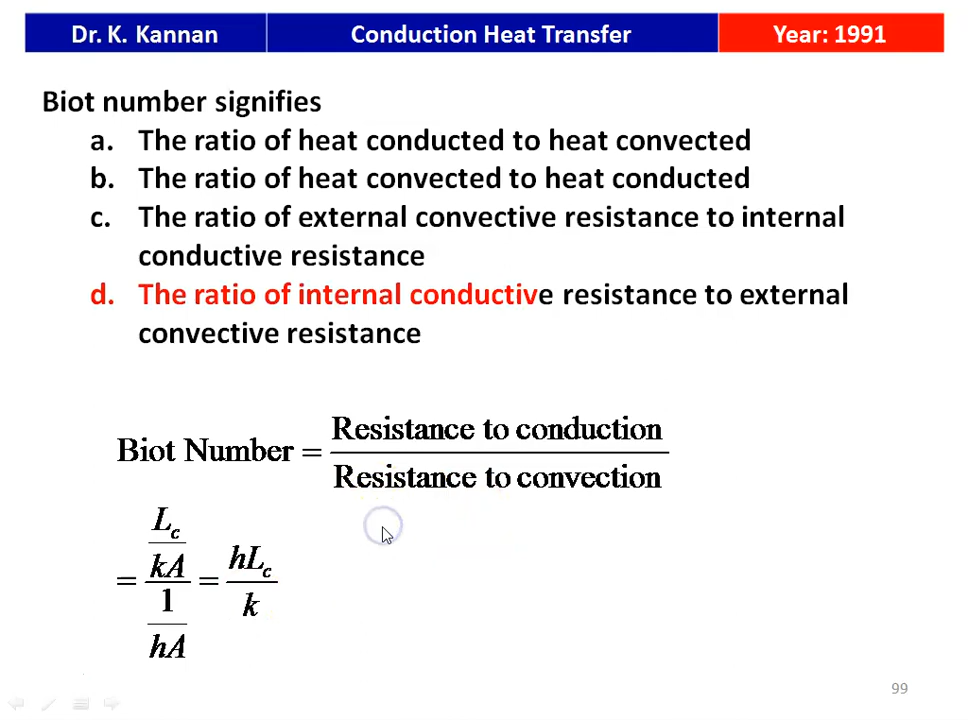 Dr. K. Kannan Conduction Heat Transfer Year: 1991
Biot number signifies
a. The ratio of heat conducted to heat convected
b. The ratio of heat convected to heat conducted
c. The ratio of external convective resistance to internal
conductive resistance
d. The ratio of internal conductive resistance to external
convective resistance
Biot Number = Resistance to conduction / Resistance to convection
= (L_c / kA) / (1 / hA) = hL_c / k
99